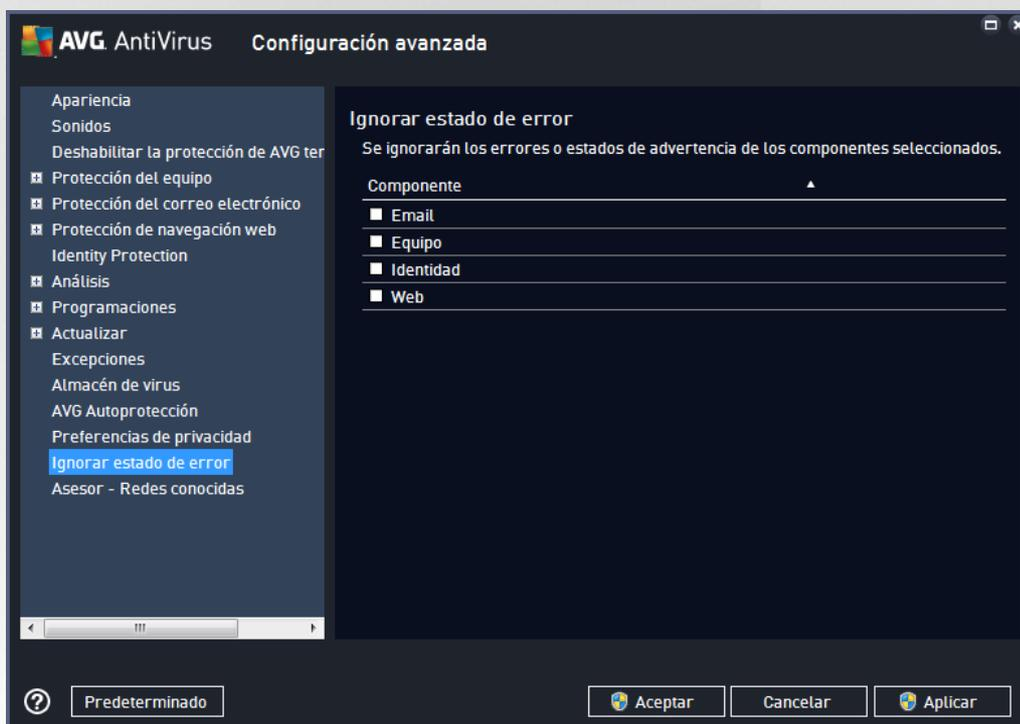 AVG. AntiVirus Configuración avanzada
Apariencia
Sonidos
Deshabilitar la protección de AVG ter
Protección del equipo
Protección del correo electrónico
Protección de navegación web
Identity Protection
Análisis
Programaciones
Actualizar
Excepciones
Almacén de virus
AVG Autoprotección
Preferencias de privacidad
Ignorar estado de error
Asesor - Redes conocidas
Ignorar estado de error
Se ignorarán los errores o estados de advertencia de los componentes seleccionados.
Componente
Email
Equipo
Identidad
Web
Predeterminado
Aceptar
Cancelar
Aplicar